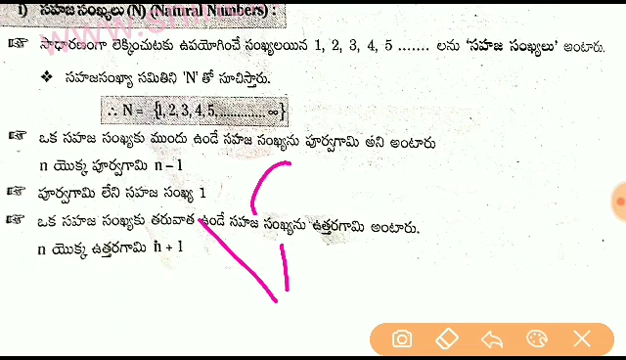 i) సహజ సంఖ్యలు (N) (Natural Numbers) :
సాధారణంగా లెక్కించుటకు ఉపయోగించే సంఖ్యలయిన 1, 2, 3, 4, 5 ....... లను 'సహజ సంఖ్యలు' అంటారు.
❖ సహజసంఖ్యా సమితిని 'N' తో సూచిస్తారు.
∴ N = {1,2,3,4,5,.............∞}
ఒక సహజ సంఖ్యకు ముందు ఉండే సహజ సంఖ్యను పూర్వగామి అని అంటారు
n యొక్క పూర్వగామి n – 1
పూర్వగామి లేని సహజ సంఖ్య 1
ఒక సహజ సంఖ్యకు తరువాత ఉండే సహజ సంఖ్యను ఉత్తరగామి అంటారు.
n యొక్క ఉత్తరగామి n + 1